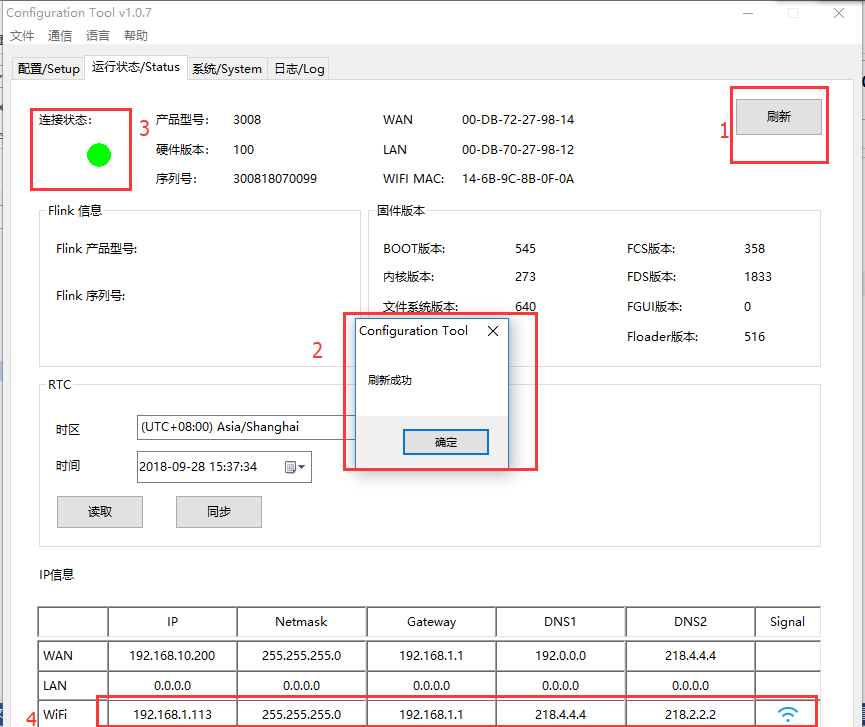 Configuration Tool v1.0.7
文件 通信 语言 帮助
配置/Setup 运行状态/Status 系统/System 日志/Log
连接状态: 3 产品型号: 3008 WAN 00-DB-72-27-98-14 1 刷新
硬件版本: 100 LAN 00-DB-70-27-98-12
序列号: 300818070099 WIFI MAC: 14-6B-9C-8B-0F-0A
Flink 信息 固件版本
Flink 产品型号: BOOT版本: 545 FCS版本: 358
内核版本: 273 FDS版本: 1833
Flink 序列号: 文件系统版本: 640 FGUI版本: 0
Floader版本: 516
2 Configuration Tool
刷新成功
确定
RTC
时区 (UTC+08:00) Asia/Shanghai
时间 2018-09-28 15:37:34
读取 同步
IP信息
IP Netmask Gateway DNS1 DNS2 Signal
WAN 192.168.10.200 255.255.255.0 192.168.1.1 192.0.0.0 218.4.4.4
LAN 0.0.0.0 0.0.0.0 0.0.0.0 0.0.0.0 0.0.0.0
4 WiFi 192.168.1.113 255.255.255.0 192.168.1.1 218.4.4.4 218.2.2.2